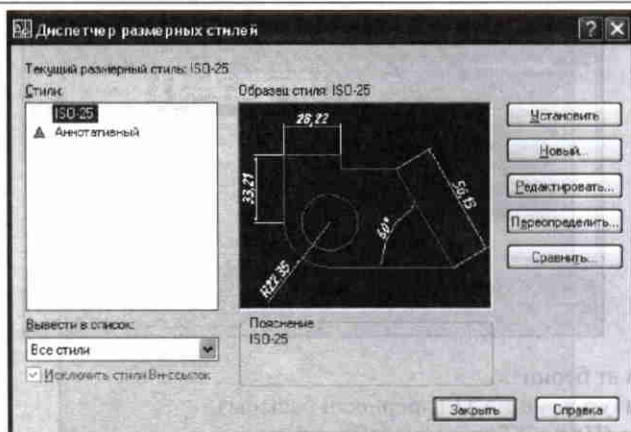 Диспетчер размерных стилей
Текущий размерный стиль: ISO-25
Стили:
ISO-25
Аннотативный
Образец стиля: ISO-25
28,22
33,21
56,15
60°
R22,35
Установить
Новый...
Редактировать...
Переопределить...
Сравнить...
Вывести в список:
Все стили
Исключить стили Вн-ссылок
Пояснение
ISO-25
Закрыть
Справка